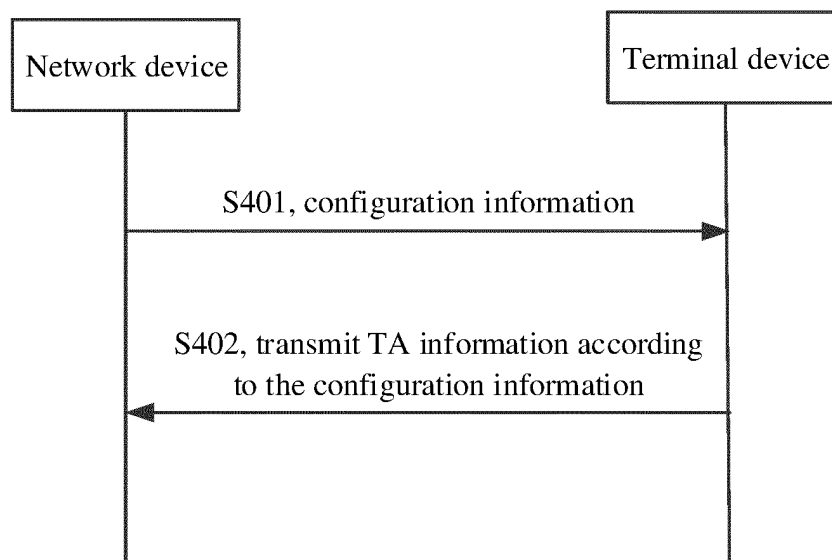 Network device
Terminal device
S401, configuration information
S402, transmit TA information according
to the configuration information